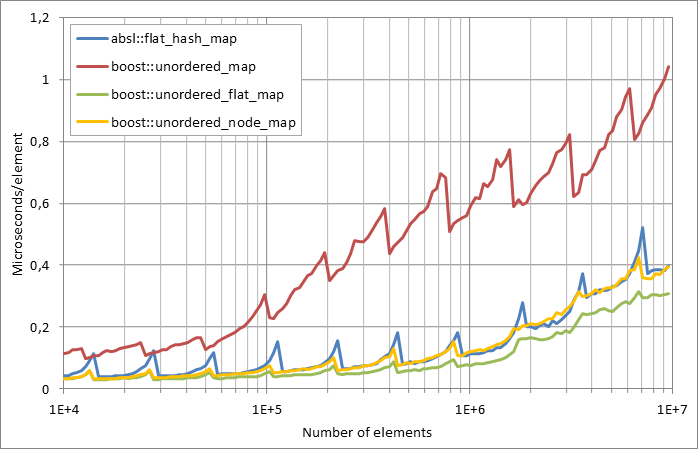 1,2
1
0,8
0,6
0,4
0,2
0
Microseconds/element
absl::flat_hash_map
boost::unordered_map
boost::unordered_flat_map
boost::unordered_node_map
1E+4
1E+5
1E+6
1E+7
Number of elements